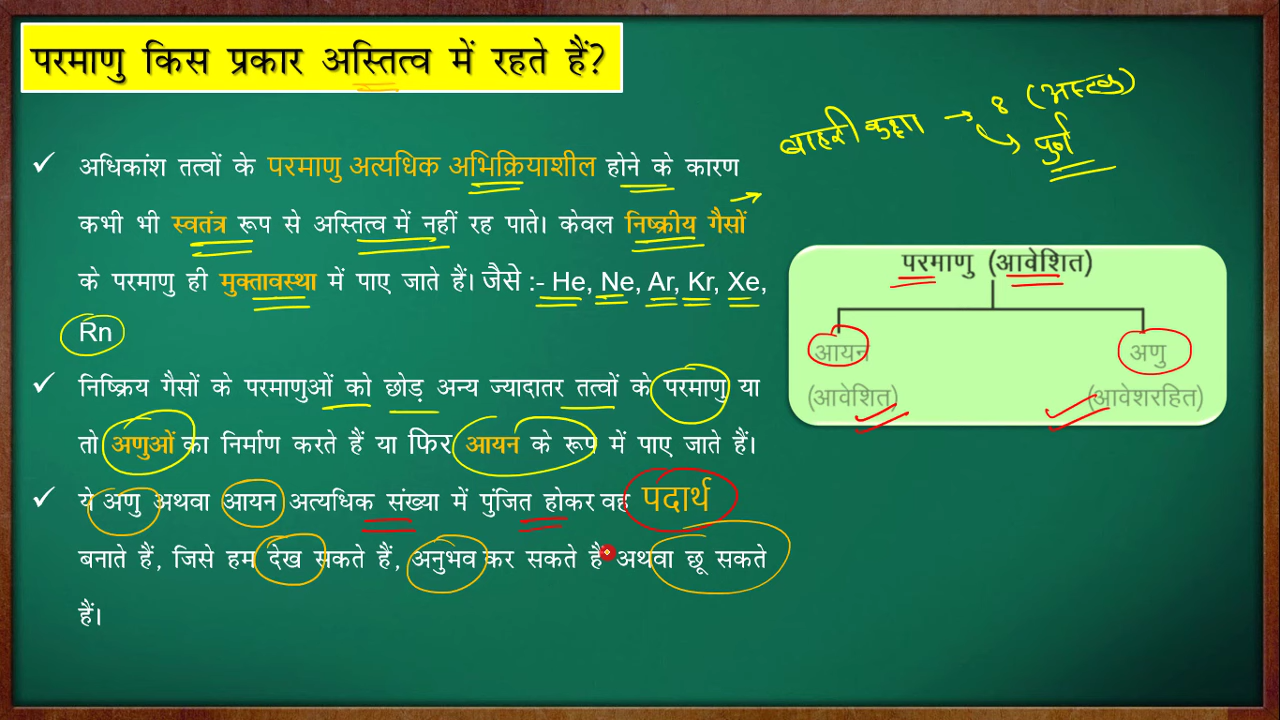 परमाणु किस प्रकार अस्तित्व में रहते हैं?
बाहरी कक्षा → 8 (अष्टक)
पूर्ण
✓ अधिकांश तत्वों के परमाणु अत्यधिक अभिक्रियाशील होने के कारण
कभी भी स्वतंत्र रूप से अस्तित्व में नहीं रह पाते। केवल निष्क्रीय गैसों
के परमाणु ही मुक्तावस्था में पाए जाते हैं। जैसे :- He, Ne, Ar, Kr, Xe,
Rn
✓ निष्क्रिय गैसों के परमाणुओं को छोड़ अन्य ज्यादातर तत्वों के परमाणु या
तो अणुओं का निर्माण करते हैं या फिर आयन के रूप में पाए जाते हैं।
✓ ये अणु अथवा आयन अत्यधिक संख्या में पुंजित होकर वह पदार्थ
बनाते हैं, जिसे हम देख सकते हैं, अनुभव कर सकते हैं अथवा छू सकते
हैं।
परमाणु (आवेशित)
आयन अणु
(आवेशित) (आवेशरहित)